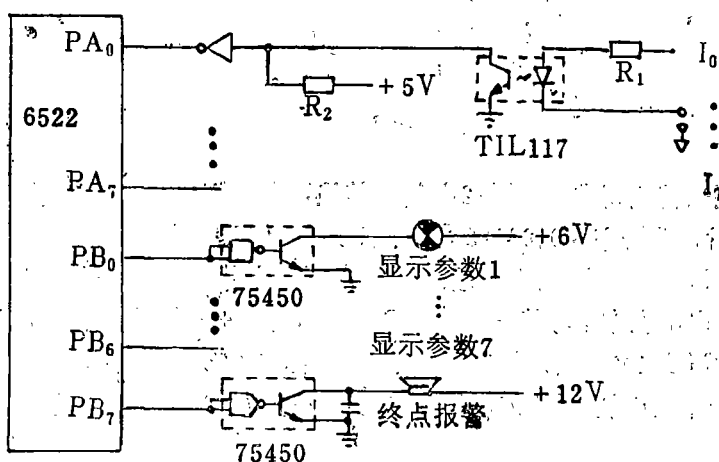 PA₀
I₀
R₁
R₂
+5V
6522
TIL117
PA₇
I₇
PB₀
+6V
显示参数1
75450
PB₆
显示参数7
PB₇
+12V
终点报警
75450